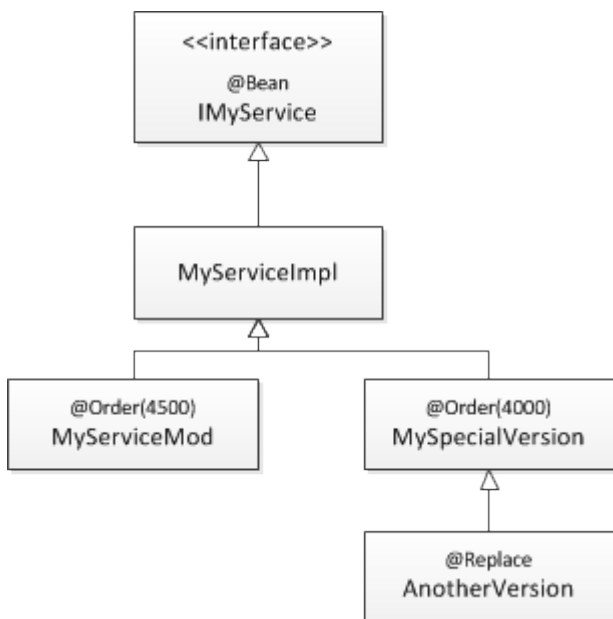 <<interface>>
@Bean
IMyService
MyServiceImpl
@Order(4500)
MyServiceMod
@Order(4000)
MySpecialVersion
@Replace
AnotherVersion